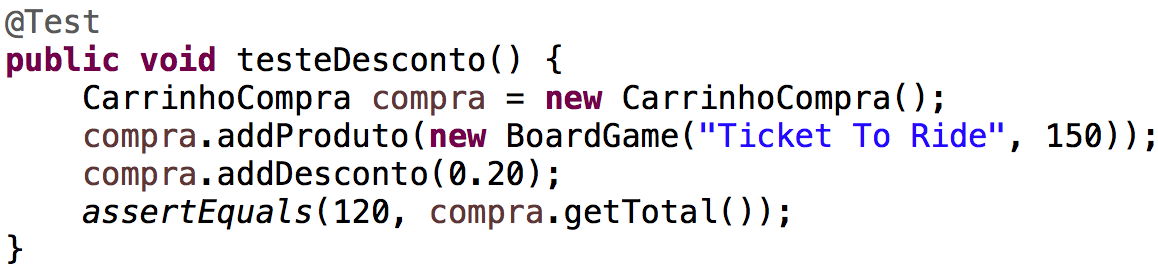 @Test
public void testeDesconto() {
    CarrinhoCompra compra = new CarrinhoCompra();
    compra.addProduto(new BoardGame("Ticket To Ride", 150));
    compra.addDesconto(0.20);
    assertEquals(120, compra.getTotal());
}